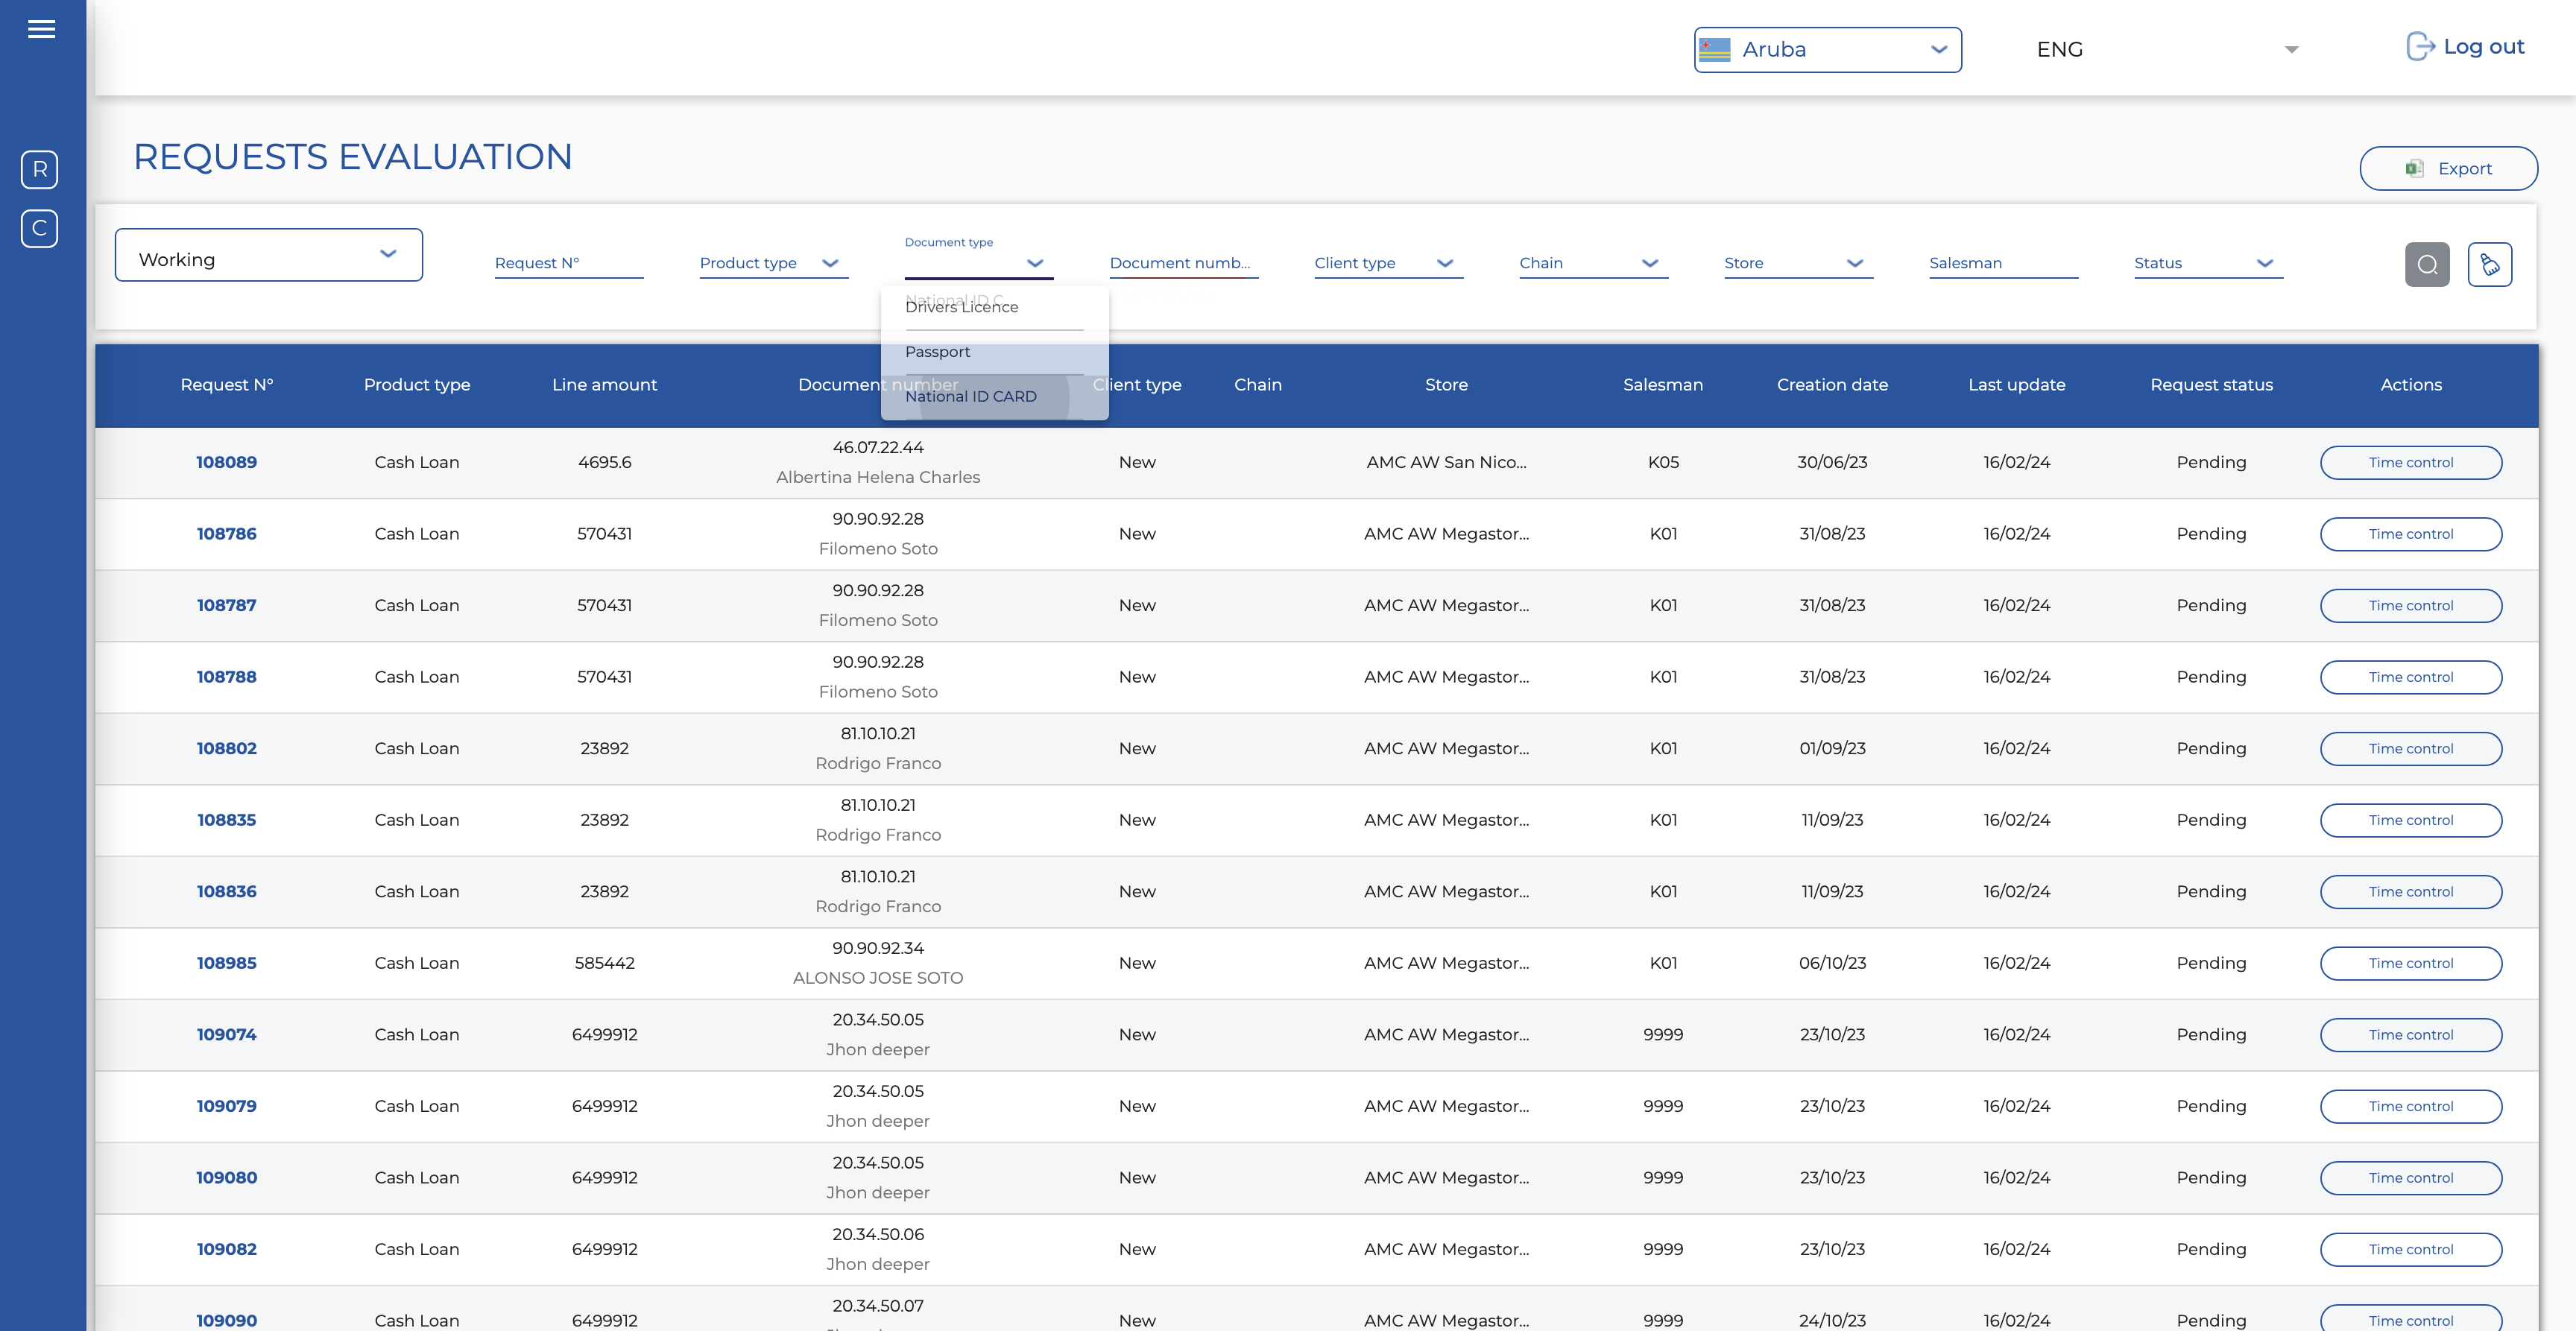 Aruba
ENG
Log out
R
C
REQUESTS EVALUATION
Export
Working
Request N°
Product type
Document type
Document numb...
Client type
Chain
Store
Salesman
Status
National ID C
Drivers Licence
Passport
National ID CARD
Request N° Product type Line amount Document number Client type Chain Store Salesman Creation date Last update Request status Actions
108089 Cash Loan 4695.6 46.07.22.44 New AMC AW San Nico... K05 30/06/23 16/02/24 Pending Time control
Albertina Helena Charles
108786 Cash Loan 570431 90.90.92.28 New AMC AW Megastor... K01 31/08/23 16/02/24 Pending Time control
Filomeno Soto
108787 Cash Loan 570431 90.90.92.28 New AMC AW Megastor... K01 31/08/23 16/02/24 Pending Time control
Filomeno Soto
108788 Cash Loan 570431 90.90.92.28 New AMC AW Megastor... K01 31/08/23 16/02/24 Pending Time control
Filomeno Soto
108802 Cash Loan 23892 81.10.10.21 New AMC AW Megastor... K01 01/09/23 16/02/24 Pending Time control
Rodrigo Franco
108835 Cash Loan 23892 81.10.10.21 New AMC AW Megastor... K01 11/09/23 16/02/24 Pending Time control
Rodrigo Franco
108836 Cash Loan 23892 81.10.10.21 New AMC AW Megastor... K01 11/09/23 16/02/24 Pending Time control
Rodrigo Franco
108985 Cash Loan 585442 90.90.92.34 New AMC AW Megastor... K01 06/10/23 16/02/24 Pending Time control
ALONSO JOSE SOTO
109074 Cash Loan 6499912 20.34.50.05 New AMC AW Megastor... 9999 23/10/23 16/02/24 Pending Time control
Jhon deeper
109079 Cash Loan 6499912 20.34.50.05 New AMC AW Megastor... 9999 23/10/23 16/02/24 Pending Time control
Jhon deeper
109080 Cash Loan 6499912 20.34.50.05 New AMC AW Megastor... 9999 23/10/23 16/02/24 Pending Time control
Jhon deeper
109082 Cash Loan 6499912 20.34.50.06 New AMC AW Megastor... 9999 23/10/23 16/02/24 Pending Time control
Jhon deeper
109090 Cash Loan 6499912 20.34.50.07 New AMC AW Megastor... 9999 24/10/23 16/02/24 Pending Time control